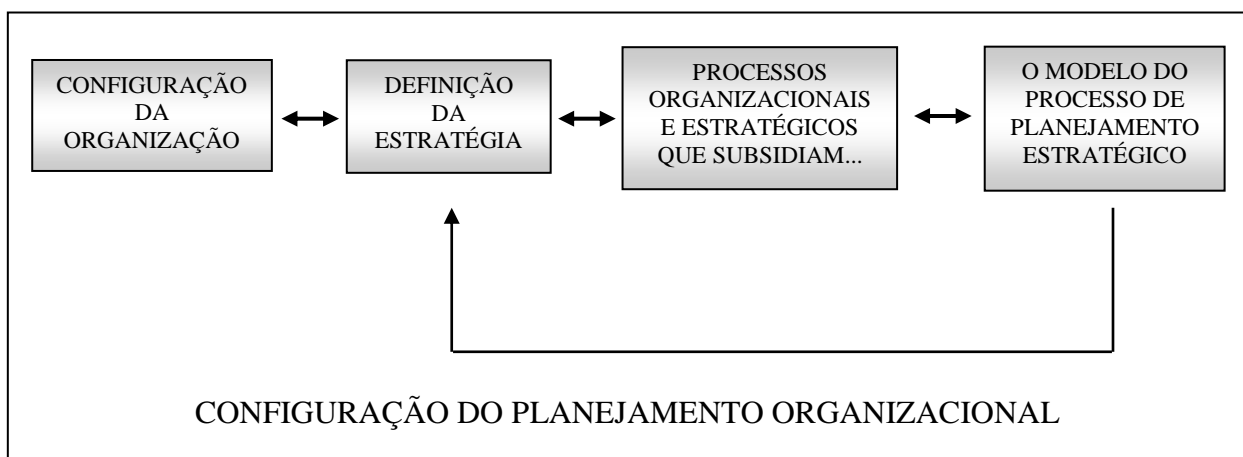 CONFIGURAÇÃO
DA
ORGANIZAÇÃO
DEFINIÇÃO
DA
ESTRATÉGIA
PROCESSOS
ORGANIZACIONAIS
E ESTRATÉGICOS
QUE SUBSIDIAM...
O MODELO DO
PROCESSO DE
PLANEJAMENTO
ESTRATÉGICO
CONFIGURAÇÃO DO PLANEJAMENTO ORGANIZACIONAL